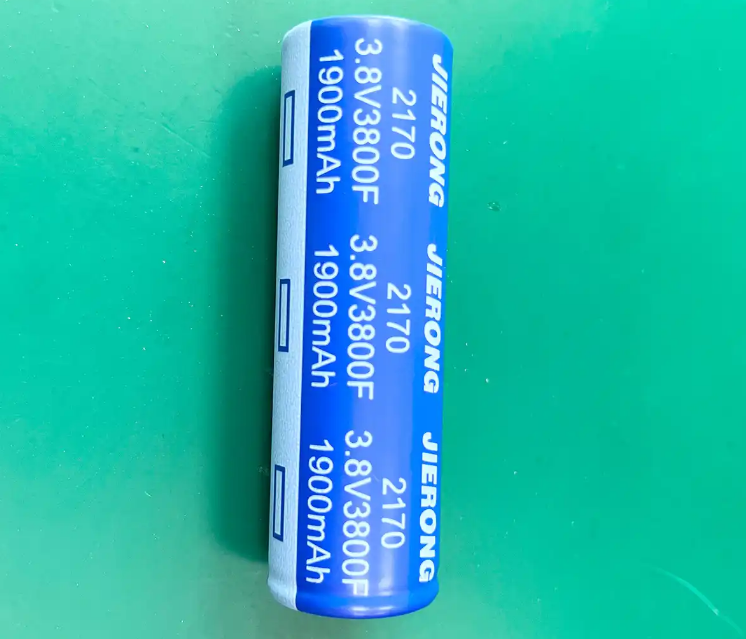 JIERONG
2170
3.8V3800F
1900mAh
JIERONG
2170
3.8V3800F
1900mAh
JIERONG
2170
3.8V3800F
1900mAh